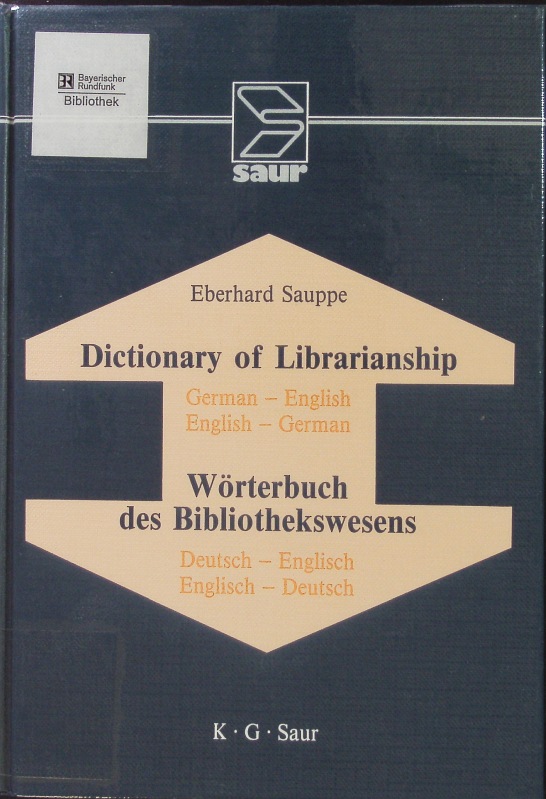 BR Bayerischer
Rundfunk
Bibliothek
saur
Eberhard Sauppe
Dictionary of Librarianship
German – English
English – German
Wörterbuch
des Bibliothekswesens
Deutsch – Englisch
Englisch – Deutsch
K · G · Saur